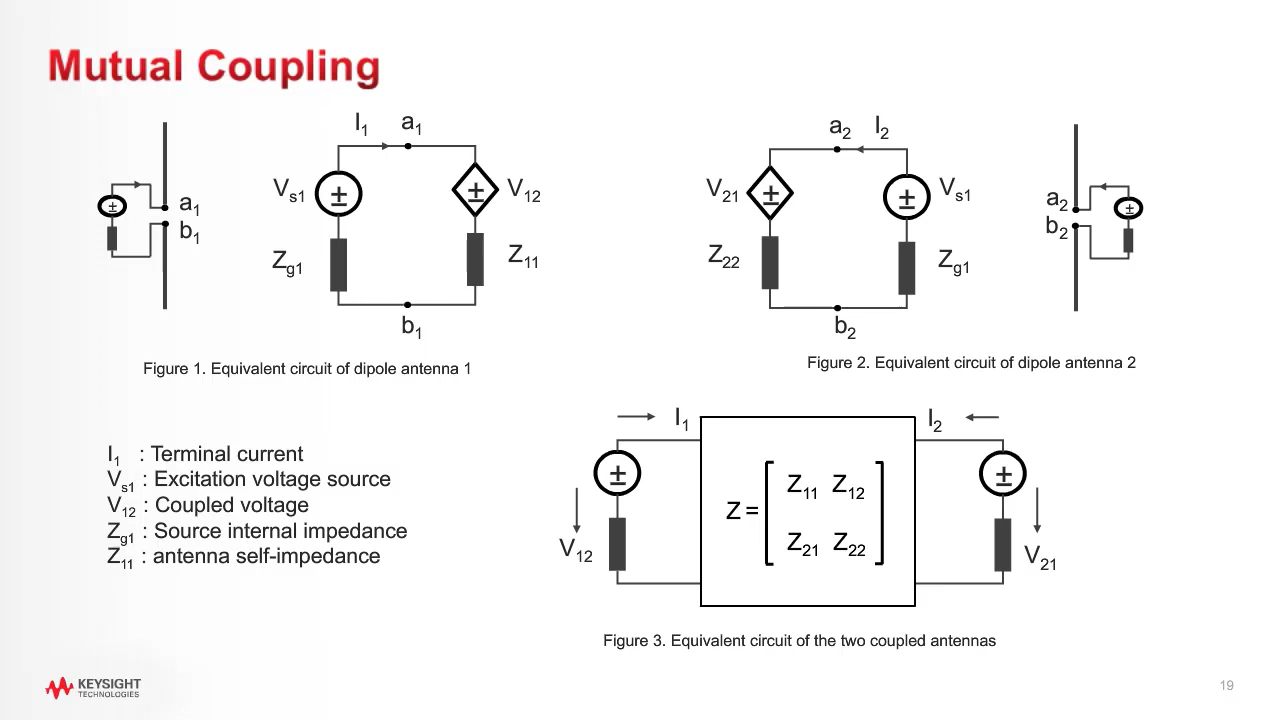 Mutual Coupling
I1 a1
Vs1 ± ± V12
± a1
b1
Zg1 Z11
b1
Figure 1. Equivalent circuit of dipole antenna 1
a2 I2
V21 ± ± Vs1
a2 ±
b2
Z22 Zg1
b2
Figure 2. Equivalent circuit of dipole antenna 2
I1 : Terminal current
Vs1 : Excitation voltage source
V12 : Coupled voltage
Zg1 : Source internal impedance
Z11 : antenna self-impedance
I1 I2
± ±
Z11 Z12
Z =
Z21 Z22
V12 V21
Figure 3. Equivalent circuit of the two coupled antennas
KEYSIGHT
TECHNOLOGIES
19